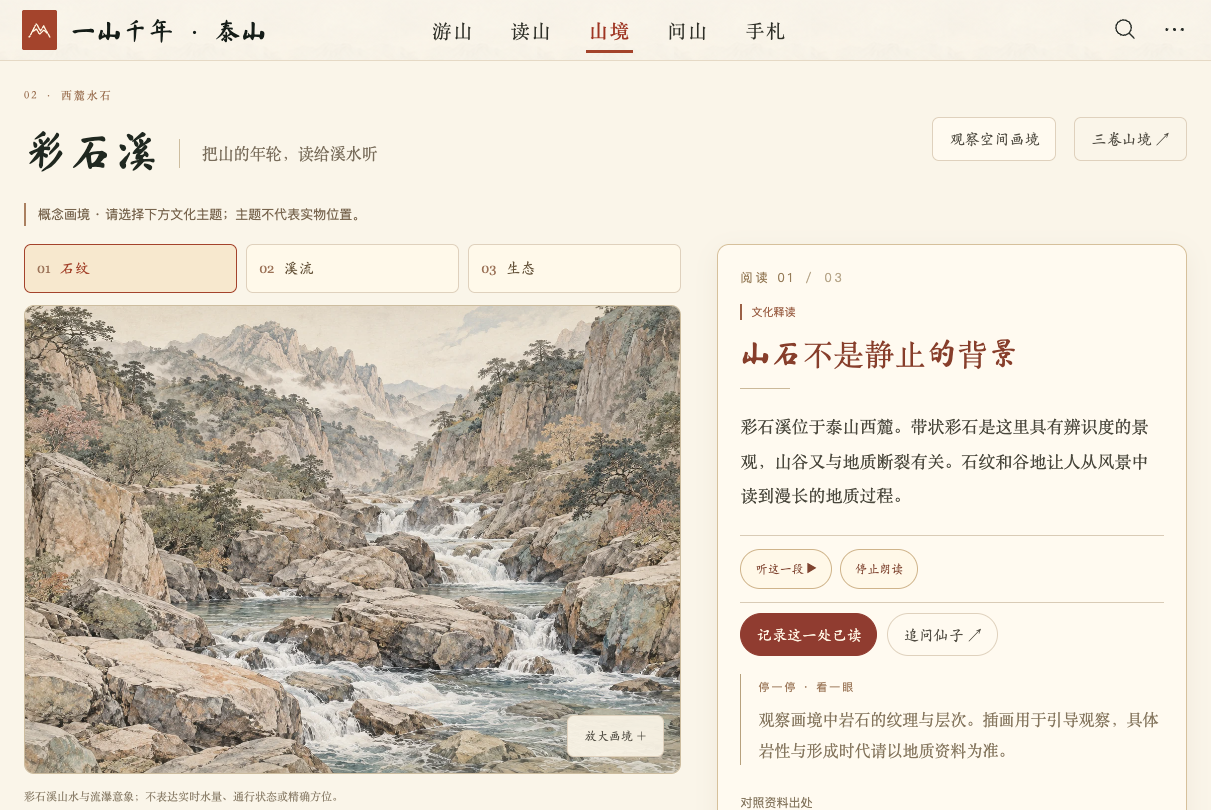 一山千年 · 泰山
游山 读山 山境 问山 手札
02 · 西麓水石
彩石溪
把山的年轮，读给溪水听
观察空间画境
三卷山境 ↗
概念画境 · 请选择下方文化主题；主题不代表实物位置。
01 石纹
02 溪流
03 生态
放大画境 +
彩石溪山水与流瀑意象；不表达实时水量、通行状态或精确方位。
阅读 01 / 03
文化释读
山石不是静止的背景
彩石溪位于泰山西麓。带状彩石是这里具有辨识度的景
观，山谷又与地质断裂有关。石纹和谷地让人从风景中
读到漫长的地质过程。
听这一段 ▶
停止朗读
记录这一处已读
追问仙子 ↗
停一停 · 看一眼
观察画境中岩石的纹理与层次。插画用于引导观察，具体
岩性与形成时代请以地质资料为准。
对照资料出处